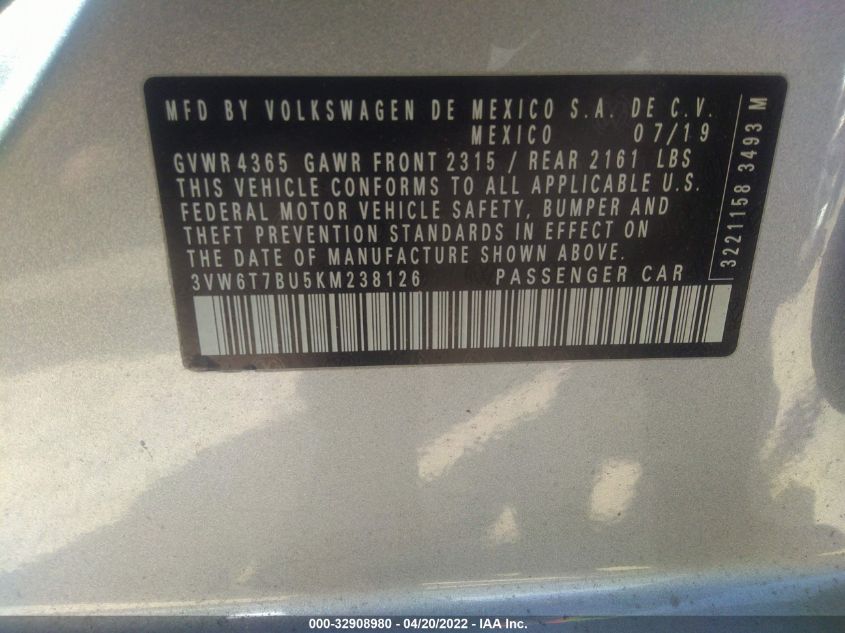 MFD BY VOLKSWAGEN DE MEXICO S.A. DE C.V.
MEXICO 07/19
GVWR 4365 GAWR FRONT 2315 / REAR 2161 LBS
THIS VEHICLE CONFORMS TO ALL APPLICABLE U.S.
FEDERAL MOTOR VEHICLE SAFETY, BUMPER AND
THEFT PREVENTION STANDARDS IN EFFECT ON
THE DATE OF MANUFACTURE SHOWN ABOVE.
3VW6T7BU5KM238126 PASSENGER CAR
3221158 3493 M
000-32908980 - 04/20/2022 - IAA Inc.